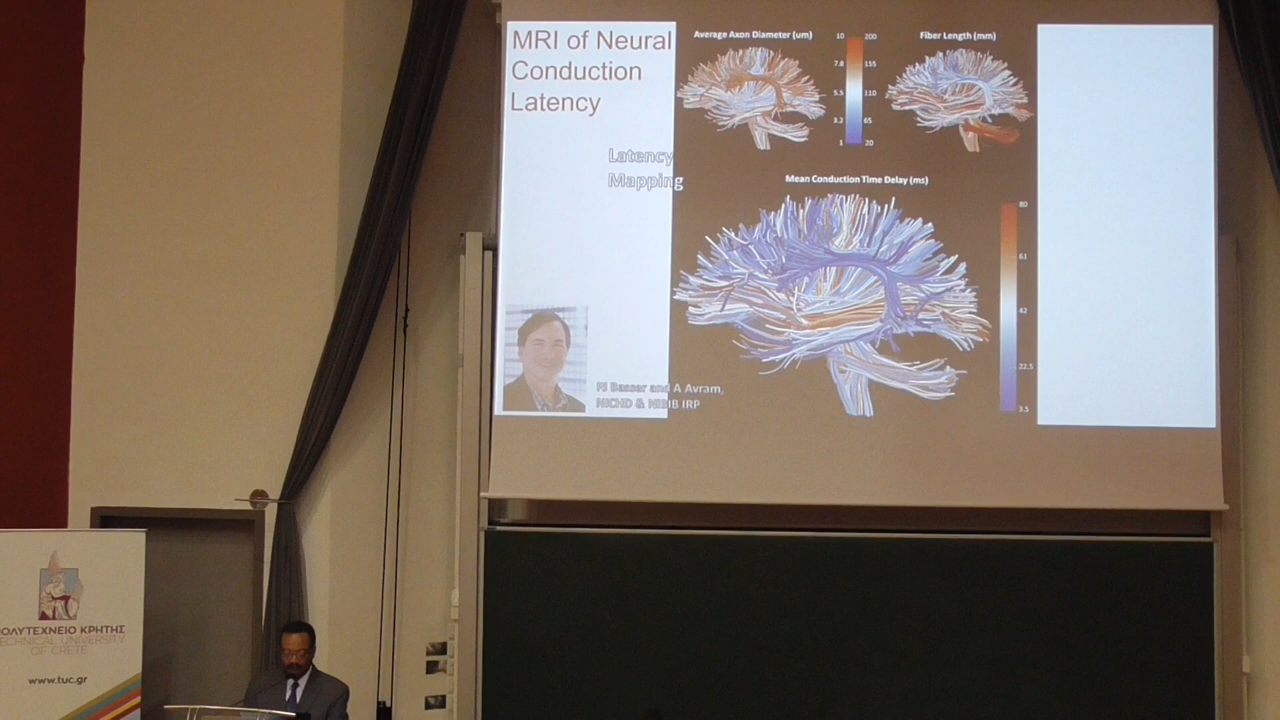 MRI of Neural
Conduction
Latency
Latency
Mapping
PJ Basser and A Avram,
NICHD & NIBIB IRP
Average Axon Diameter (um)
10 200
7.8 155
5.5 110
3.2 65
1 20
Fiber Length (mm)
Mean Conduction Time Delay (ms)
80
61
42
22.5
3.5
ΟΛΥΤΕΧΝΕΙΟ ΚΡΗΤΗΣ
TECHNICAL UNIVERSITY
OF CRETE
www.tuc.gr